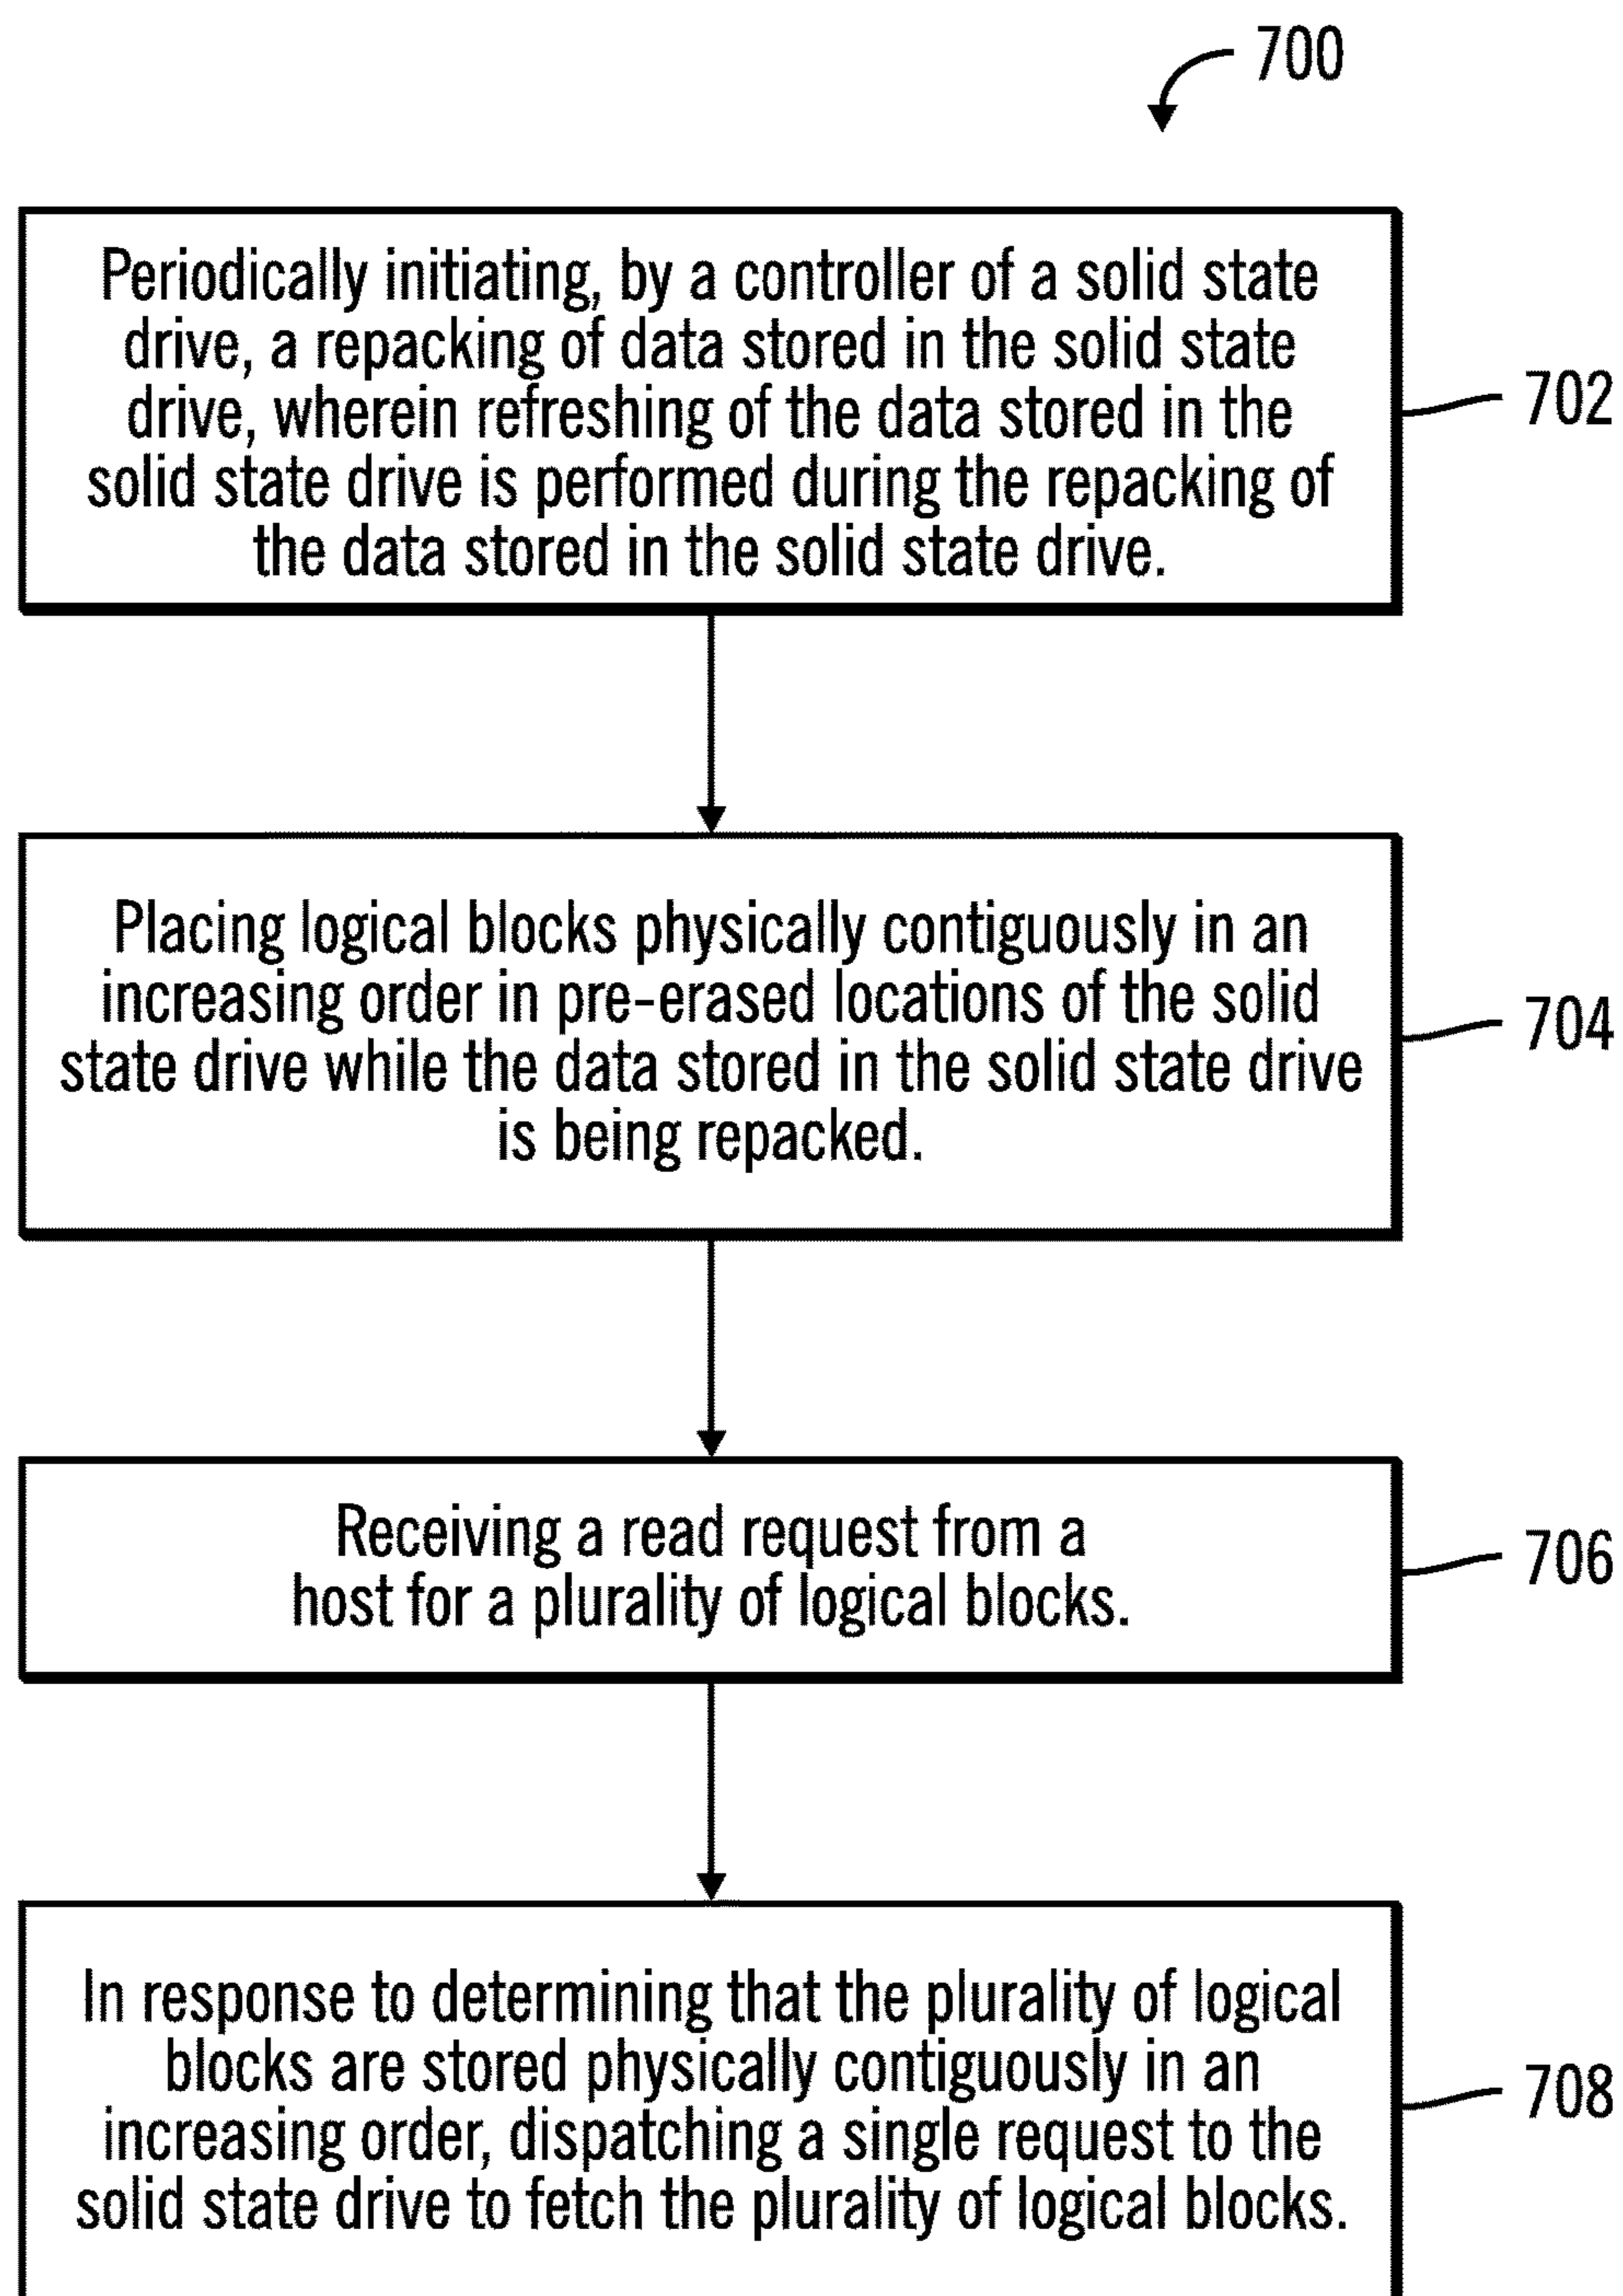 700
Periodically initiating, by a controller of a solid state
drive, a repacking of data stored in the solid state
drive, wherein refreshing of the data stored in the
solid state drive is performed during the repacking of
the data stored in the solid state drive.
702
Placing logical blocks physically contiguously in an
increasing order in pre-erased locations of the solid
state drive while the data stored in the solid state drive
is being repacked.
704
Receiving a read request from a
host for a plurality of logical blocks.
706
In response to determining that the plurality of logical
blocks are stored physically contiguously in an
increasing order, dispatching a single request to the
solid state drive to fetch the plurality of logical blocks.
708